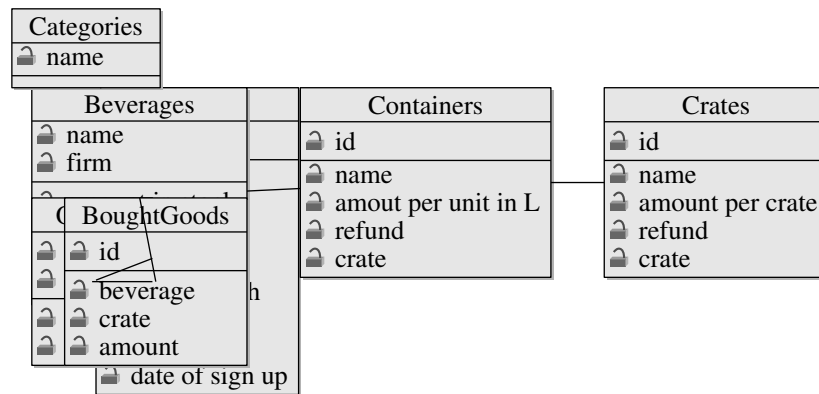 Categories
name
Beverages
name
firm
BoughtGoods
id
beverage
crate
amount
date of sign up
Containers
id
name
amout per unit in L
refund
crate
Crates
id
name
amount per crate
refund
crate